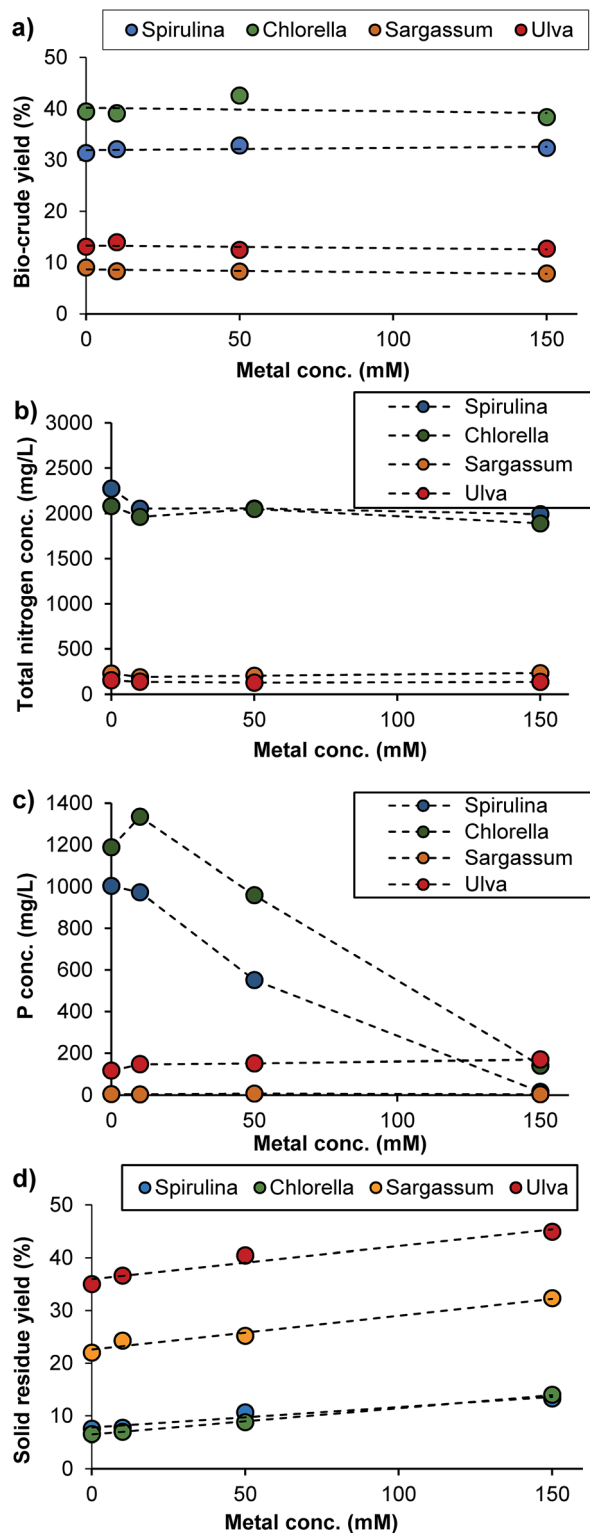 a)
Spirulina Chlorella Sargassum Ulva
50
40
30
20
10
0
Bio-crude yield (%)
0 50 100 150
Metal conc. (mM)
b)
Spirulina
Chlorella
Sargassum
Ulva
3000
2500
2000
1500
1000
500
0
Total nitrogen conc. (mg/L)
0 50 100 150
Metal conc. (mM)
c)
Spirulina
Chlorella
Sargassum
Ulva
1400
1200
1000
800
600
400
200
0
P conc. (mg/L)
0 50 100 150
Metal conc. (mM)
d)
Spirulina Chlorella Sargassum Ulva
50
40
30
20
10
0
Solid residue yield (%)
0 50 100 150
Metal conc. (mM)